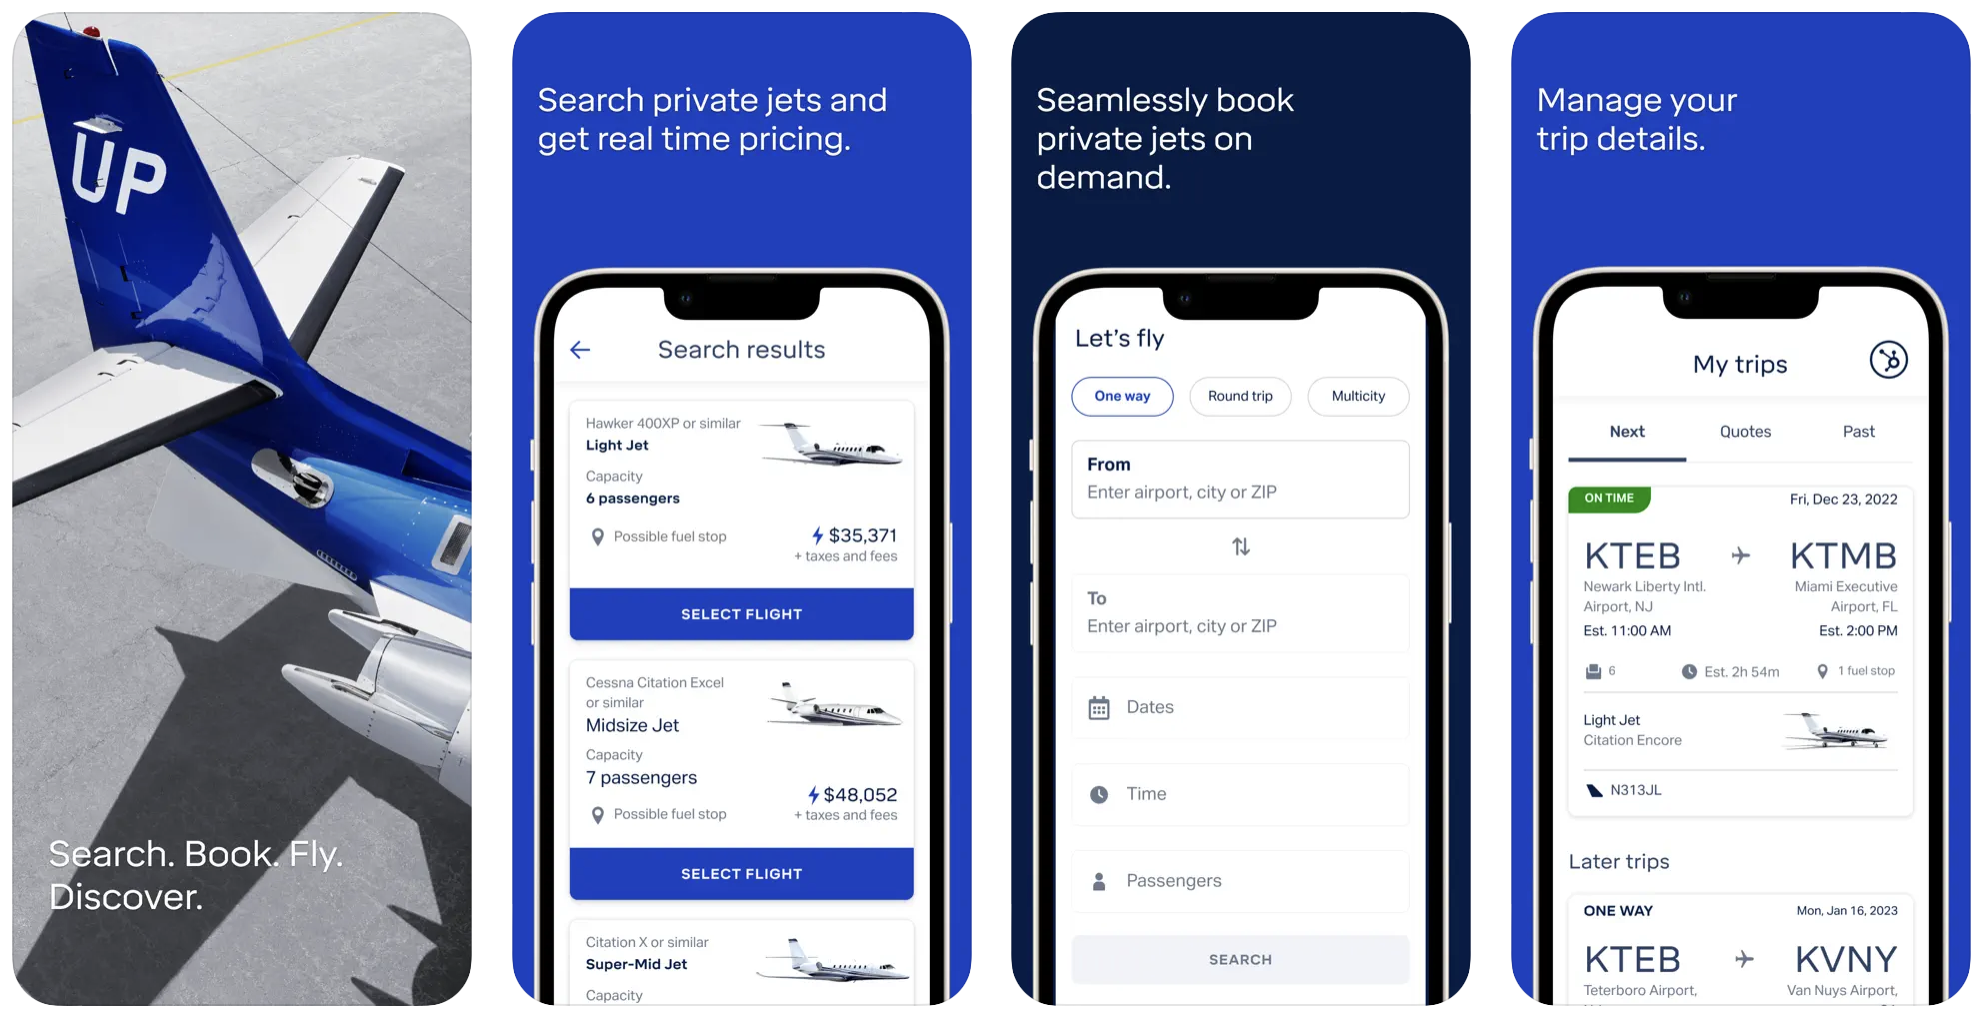 UP
Search. Book. Fly.
Discover.
Search private jets and
get real time pricing.
Search results
Hawker 400XP or similar
Light Jet
Capacity
6 passengers
Possible fuel stop
$35,371
+ taxes and fees
SELECT FLIGHT
Cessna Citation Excel
or similar
Midsize Jet
Capacity
7 passengers
Possible fuel stop
$48,052
+ taxes and fees
SELECT FLIGHT
Citation X or similar
Super-Mid Jet
Capacity
Seamlessly book
private jets on
demand.
Let's fly
One way
Round trip
Multicity
From
Enter airport, city or ZIP
To
Enter airport, city or ZIP
Dates
Time
Passengers
SEARCH
Manage your
trip details.
My trips
Next
Quotes
Past
ON TIME
Fri, Dec 23, 2022
KTEB
KTMB
Newark Liberty Intl.
Airport, NJ
Miami Executive
Airport, FL
Est. 11:00 AM
Est. 2:00 PM
6
Est. 2h 54m
1 fuel stop
Light Jet
Citation Encore
N313JL
Later trips
ONE WAY
Mon, Jan 16, 2023
KTEB
KVNY
Teterboro Airport,
Van Nuys Airport,